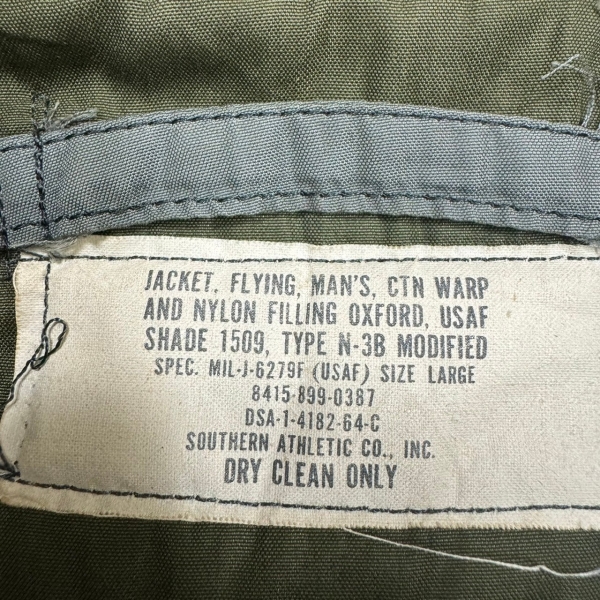 JACKET, FLYING, MAN'S, CTN WARP
AND NYLON FILLING OXFORD, USAF
SHADE 1509, TYPE N-3B MODIFIED
SPEC. MIL-J-6279F (USAF) SIZE LARGE
8415-899-0387
DSA-1-4182-64-C
SOUTHERN ATHLETIC CO., INC.
DRY CLEAN ONLY